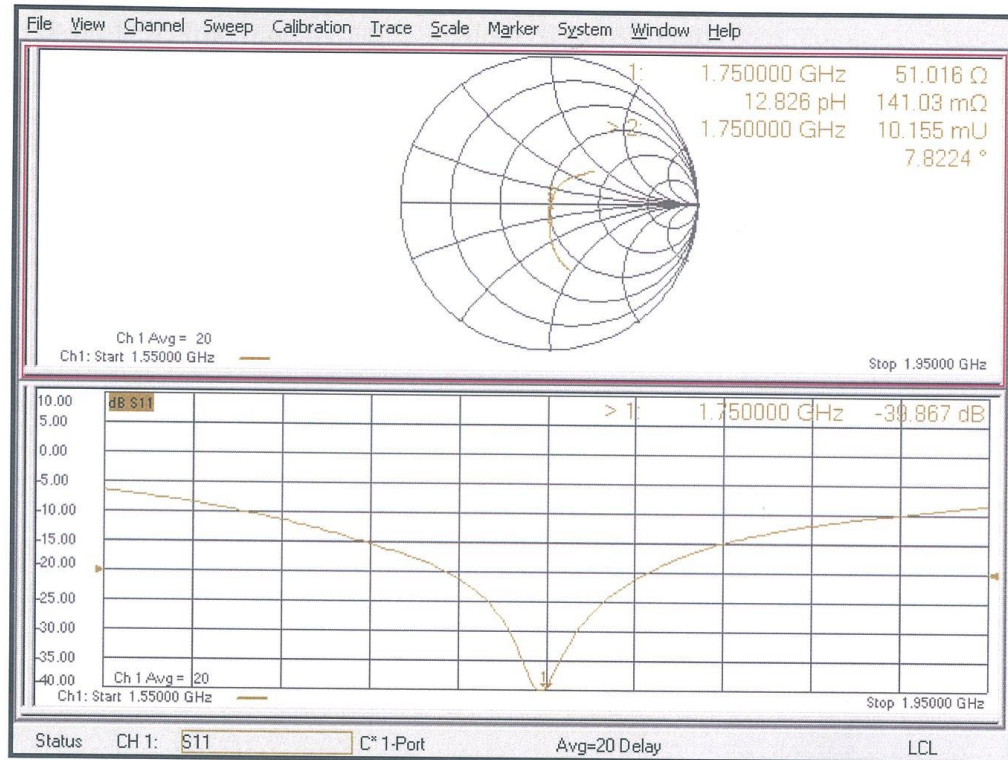 File View Channel Sweep Calibration Trace Scale Marker System Window Help
1: 1.750000 GHz 51.016 Ω
12.826 pH 141.03 mΩ
> 2: 1.750000 GHz 10.155 mU
7.8224 °
Ch 1 Avg = 20
Ch1: Start 1.55000 GHz
Stop 1.95000 GHz
10.00
dB S11
> 1: 1.750000 GHz -39.867 dB
5.00
0.00
-5.00
-10.00
-15.00
-20.00
-25.00
-30.00
-35.00
-40.00
1
Ch 1 Avg = 20
Ch1: Start 1.55000 GHz
Stop 1.95000 GHz
Status CH 1: S11 C* 1-Port Avg=20 Delay LCL